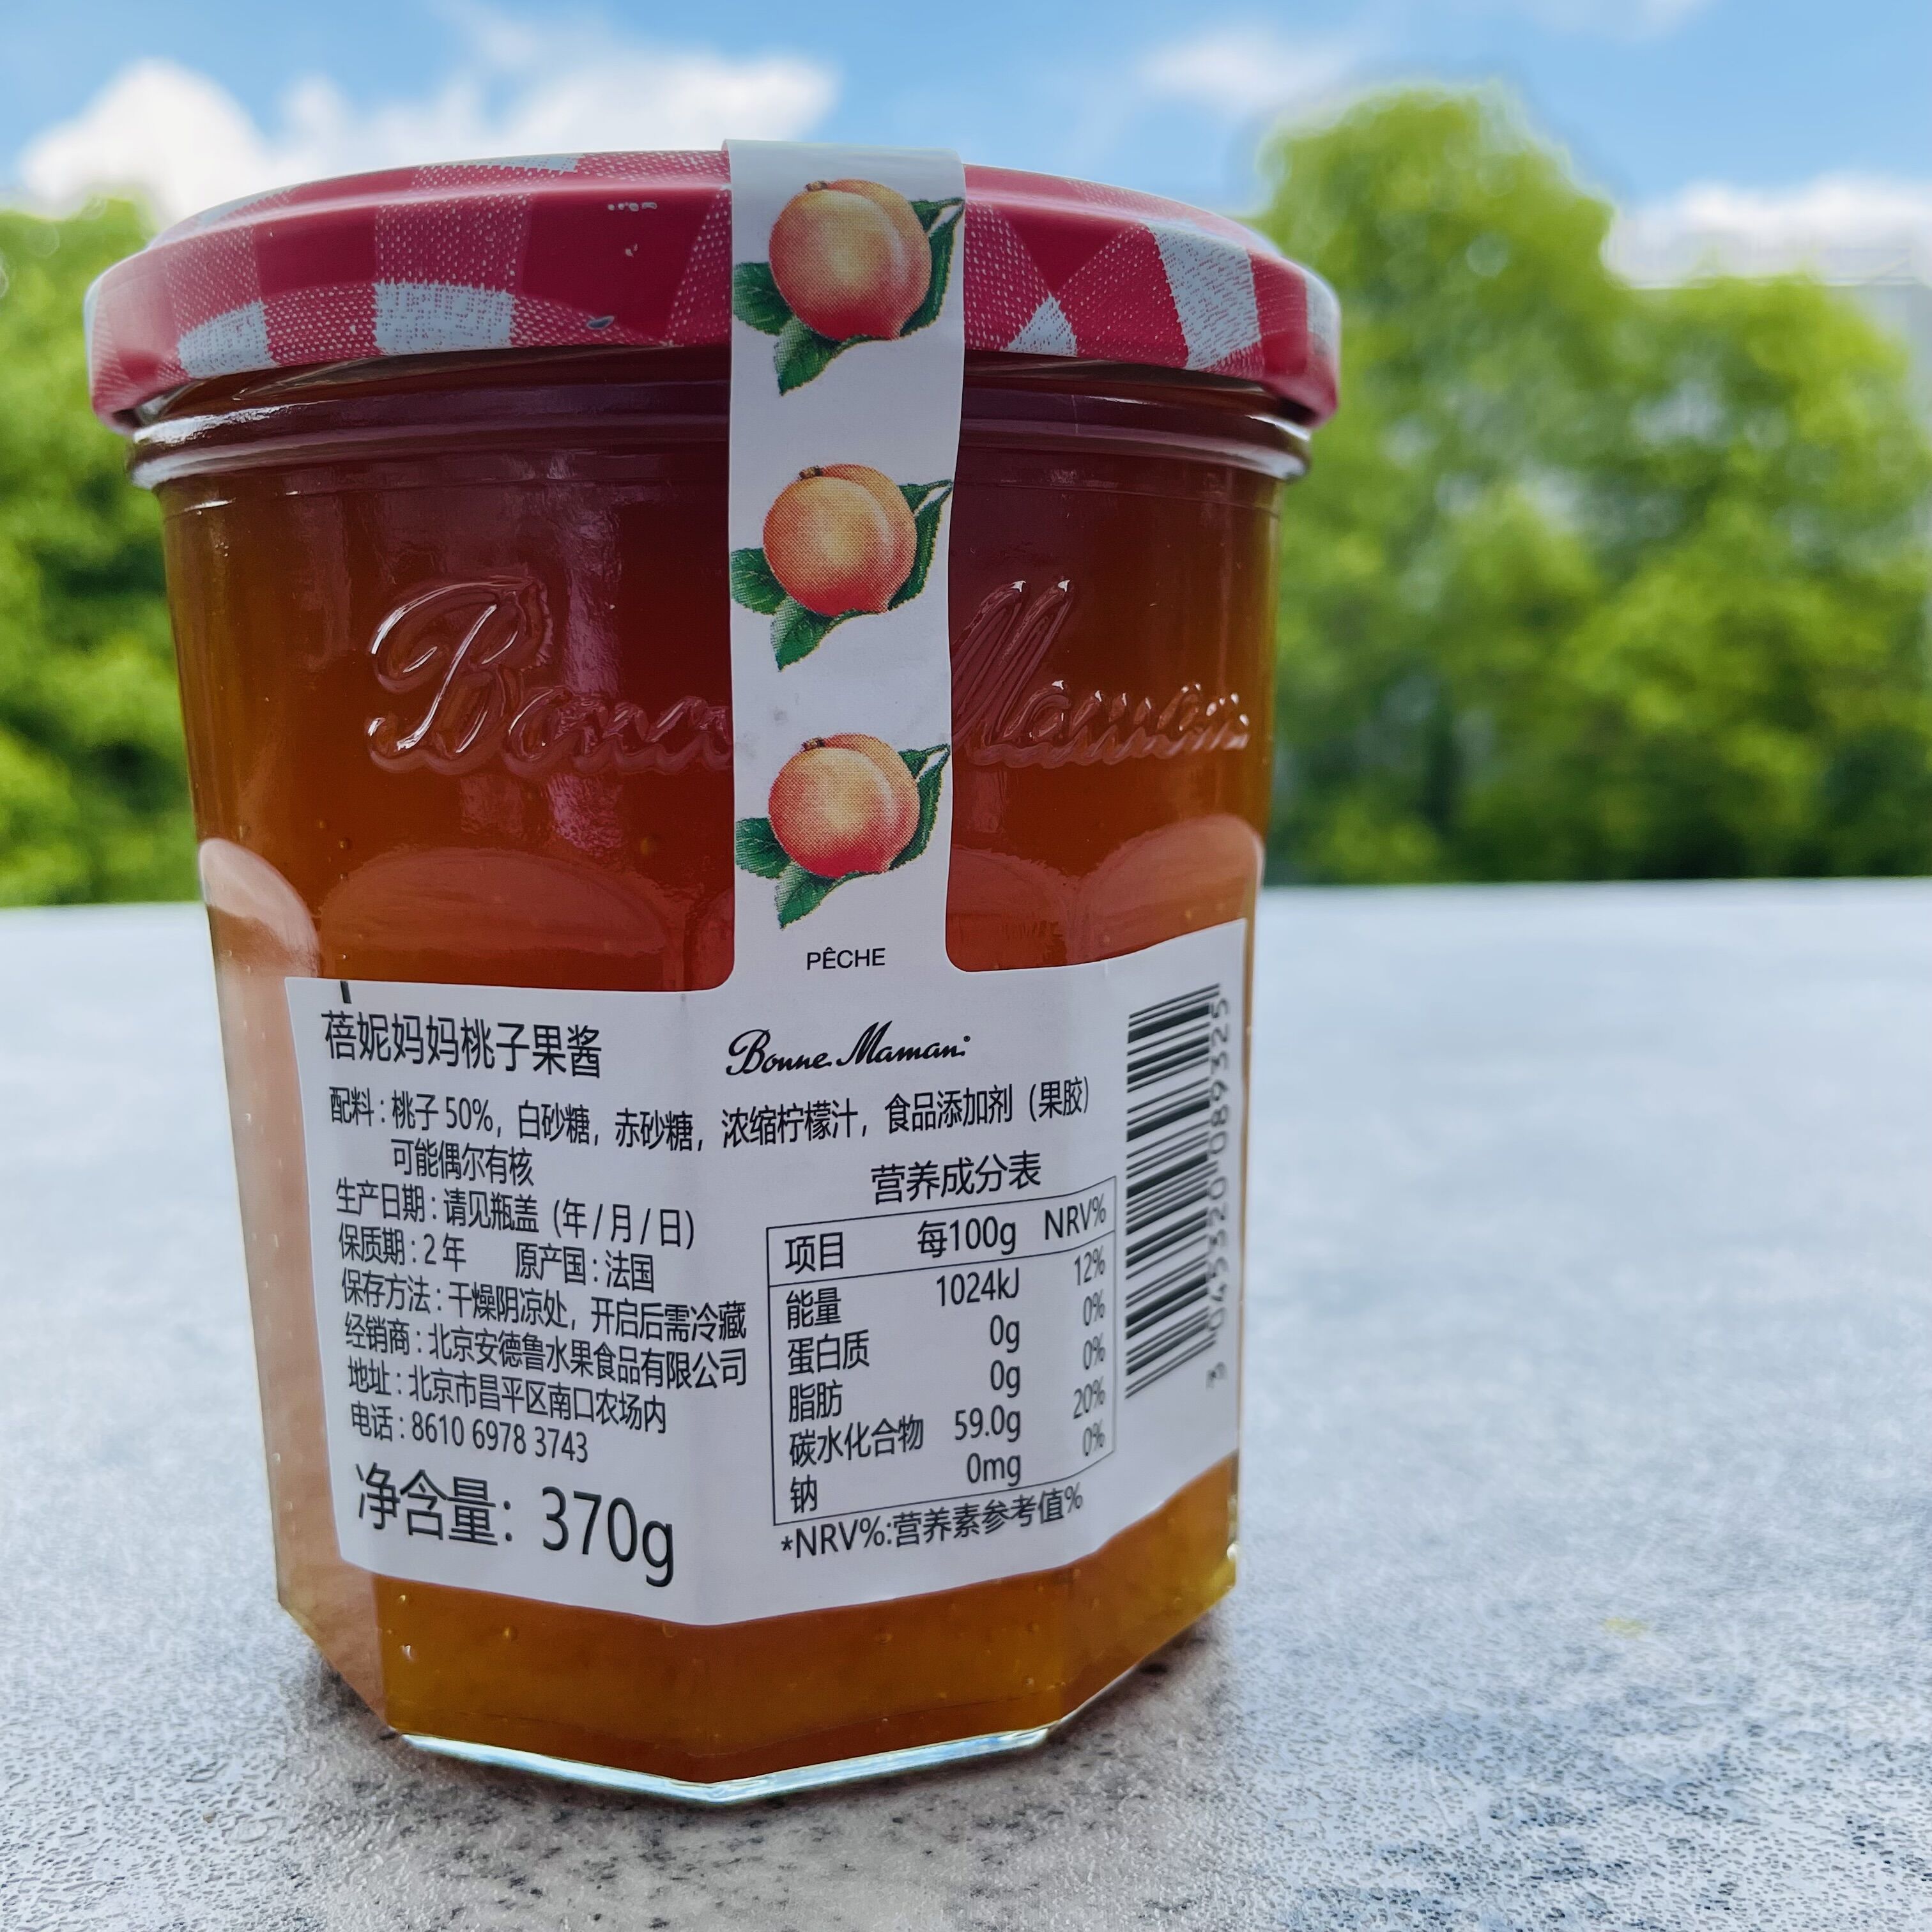 Bonne Maman
PÊCHE
蓓妮妈妈桃子果酱
Bonne Maman®
配料:桃子50%,白砂糖,赤砂糖,浓缩柠檬汁,食品添加剂(果胶)
可能偶尔有核
生产日期:请见瓶盖(年/月/日)
保质期:2年 原产国:法国
保存方法:干燥阴凉处,开启后需冷藏
经销商:北京安德鲁水果食品有限公司
地址:北京市昌平区南口农场内
电话:8610 6978 3743
净含量:370g
营养成分表
项目 每100g NRV%
能量 1024kJ 12%
蛋白质 0g 0%
脂肪 0g 0%
碳水化合物 59.0g 20%
钠 0mg 0%
*NRV%:营养素参考值%
3 045320 089325